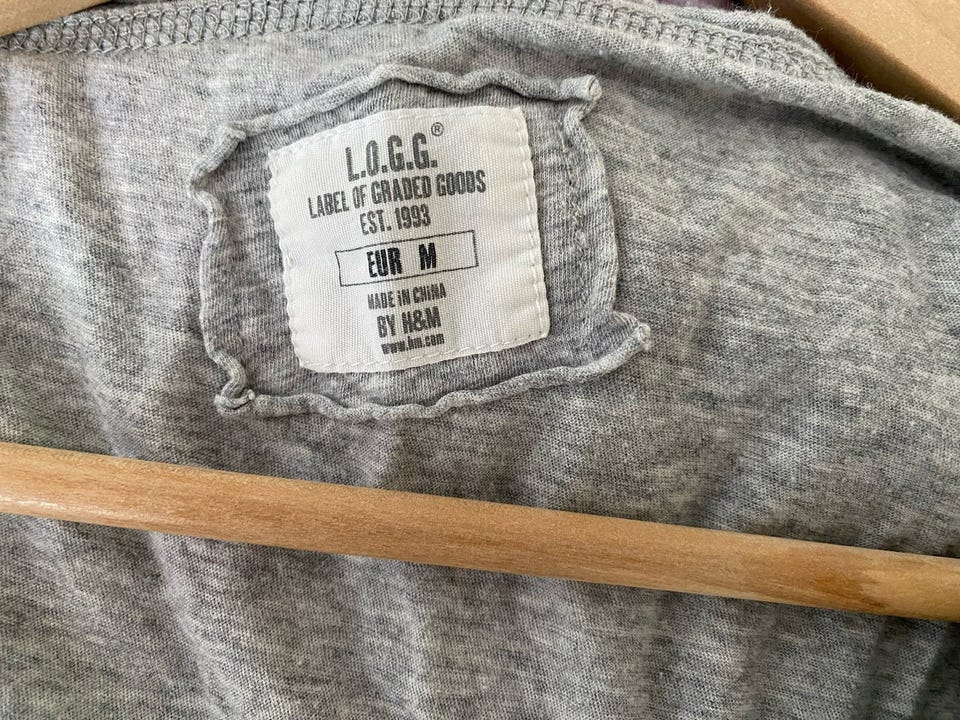 L.O.G.G.®
LABEL OF GRADED GOODS
EST. 1993
EUR M
MADE IN CHINA
BY H&M
www.hm.com